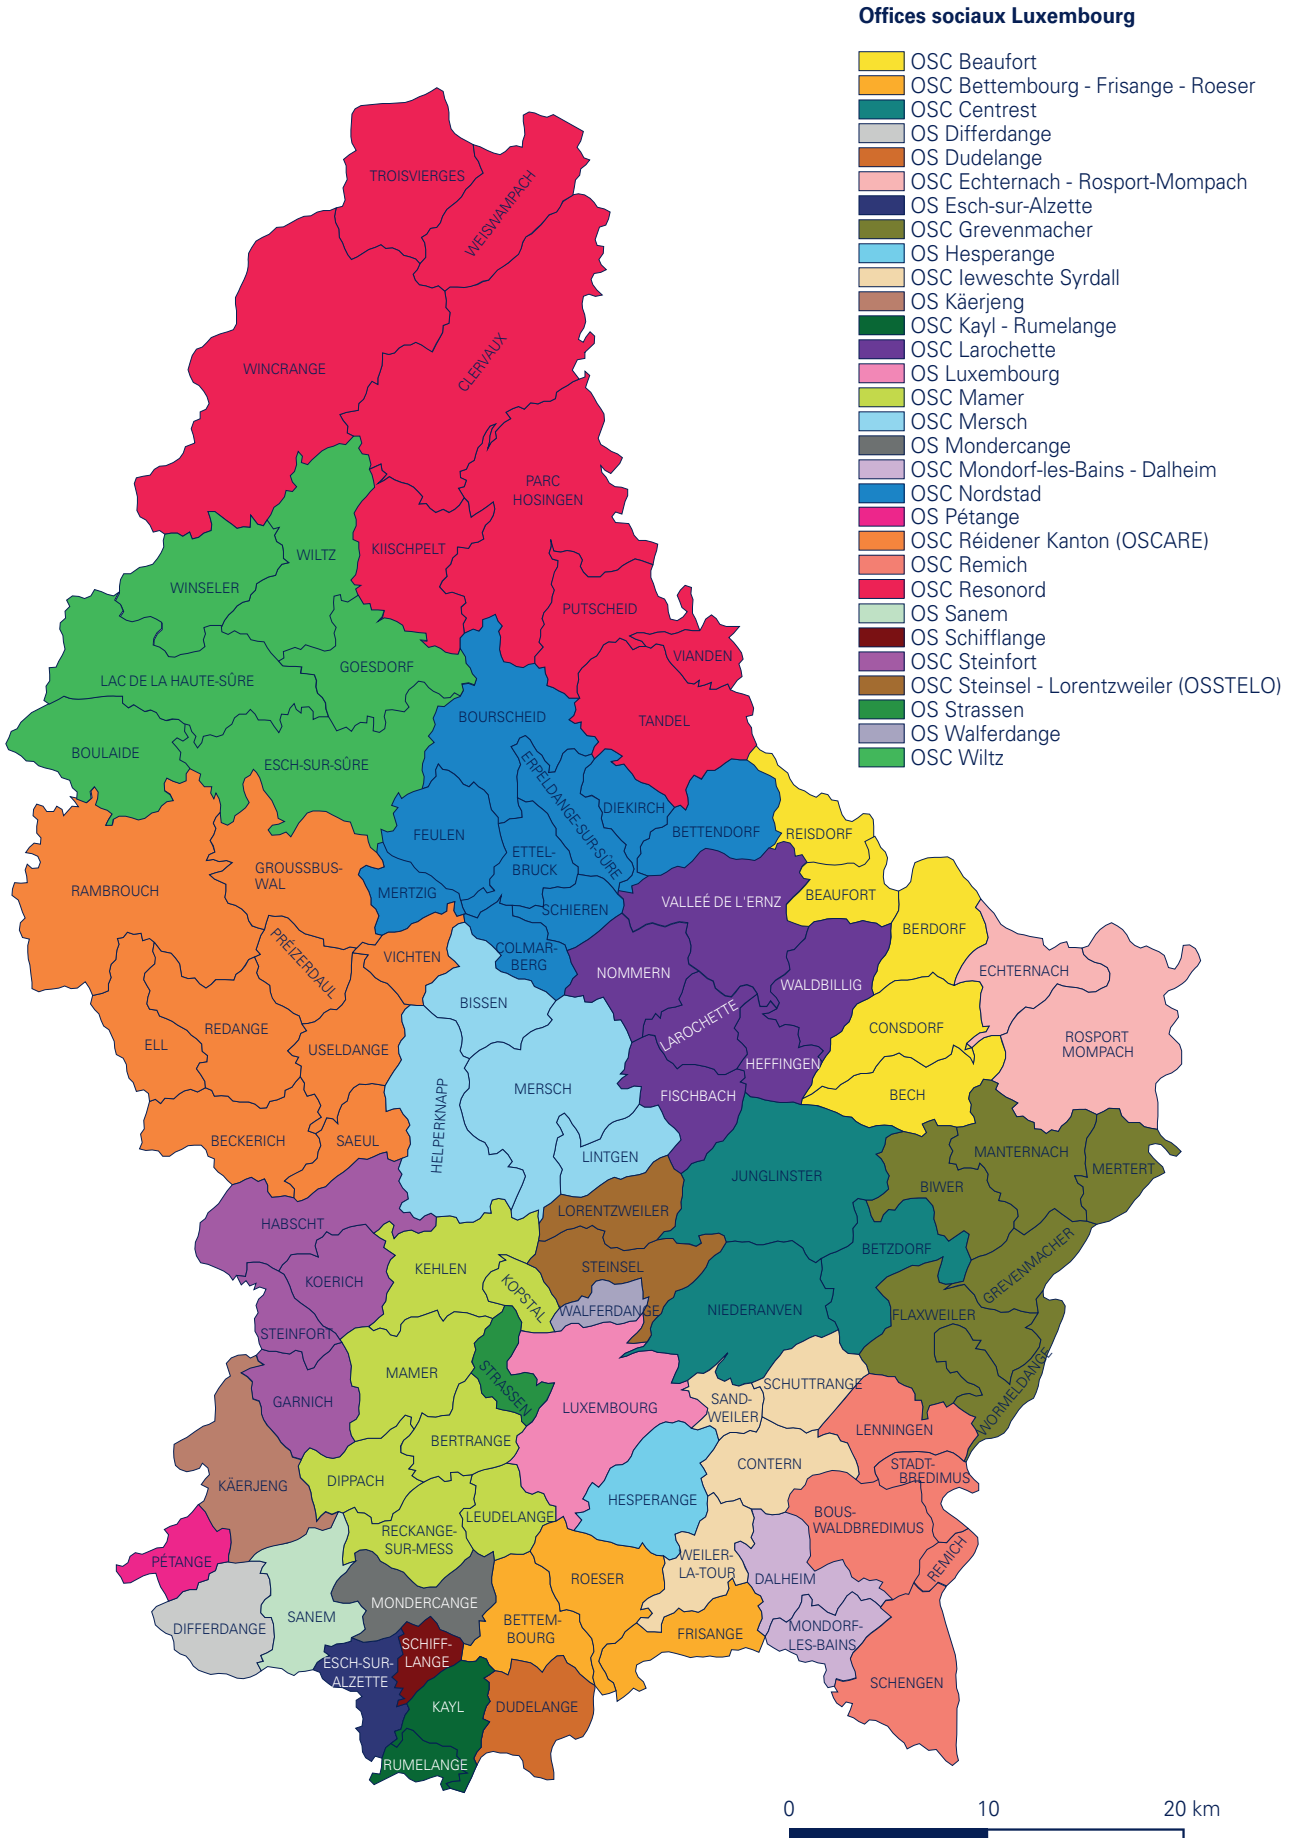 Offices sociaux Luxembourg
OSC Beaufort
OSC Bettembourg - Frisange - Roeser
OSC Centrest
OS Differdange
OS Dudelange
OSC Echternach - Rosport-Mompach
OS Esch-sur-Alzette
OSC Grevenmacher
OS Hesperange
OSC Ieweschte Syrdall
OS Käerjeng
OSC Kayl - Rumelange
OSC Larochette
OS Luxembourg
OSC Mamer
OSC Mersch
OS Mondercange
OSC Mondorf-les-Bains - Dalheim
OSC Nordstad
OS Pétange
OSC Réidener Kanton (OSCARE)
OSC Remich
OSC Resonord
OS Sanem
OS Schifflange
OSC Steinfort
OSC Steinsel - Lorentzweiler (OSSTELO)
OS Strassen
OS Walferdange
OSC Wiltz
TROISVIERGES
WEISWAMPACH
WINCRANGE
CLERVAUX
PARC
HOSINGEN
KIISCHPELT
WILTZ
WINSELER
PUTSCHEID
VIANDEN
GOESDORF
LAC DE LA HAUTE-SÛRE
TANDEL
BOURSCHEID
BOULAIDE
ESCH-SUR-SÛRE
ERPELDANGE-SUR-SÛRE
DIEKIRCH
BETTENDORF
REISDORF
FEULEN
ETTEL-
BRUCK
GROUSSBUS-
WAL
RAMBROUCH
MERTZIG
SCHIEREN
VALLEÉ DE L'ERNZ
BEAUFORT
BERDORF
PRÉIZERDAUL
VICHTEN
COLMAR-
BERG
NOMMERN
WALDBILLIG
ECHTERNACH
BISSEN
LAROCHETTE
CONSDORF
ROSPORT
MOMPACH
REDANGE
ELL
USELDANGE
HEFFINGEN
MERSCH
FISCHBACH
BECH
HELPERKNAPP
BECKERICH
SAEUL
LINTGEN
JUNGLINSTER
MANTERNACH
MERTERT
BIWER
HABSCHT
LORENTZWEILER
BETZDORF
GREVENMACHER
KOERICH
KEHLEN
KOPSTAL
STEINSEL
WALFERDANGE
NIEDERANVEN
FLAXWEILER
STEINFORT
MAMER
STRASSEN
SCHUTTRANGE
WORMELDANGE
GARNICH
LUXEMBOURG
SAND-
WEILER
LENNINGEN
BERTRANGE
CONTERN
STADT-
BREDIMUS
KÄERJENG
DIPPACH
HESPERANGE
BOUS-
WALDBREDIMUS
LEUDELANGE
RECKANGE-
SUR-MESS
REMICH
PÉTANGE
WEILER-
LA-TOUR
DALHEIM
ROESER
MONDERCANGE
SANEM
DIFFERDANGE
BETTEM-
BOURG
FRISANGE
MONDORF-
LES-BAINS
SCHIFF-
LANGE
ESCH-SUR-
ALZETTE
SCHENGEN
KAYL
DUDELANGE
RUMELANGE
0 10 20 km